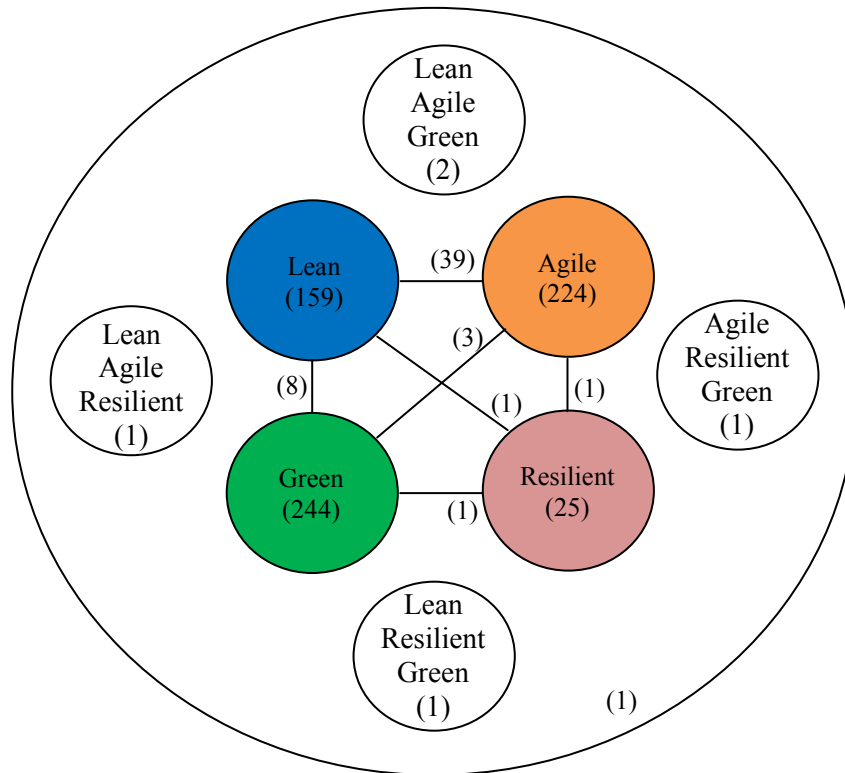 Lean
Agile
Green
(2)
Lean
(159)
(39)
Agile
(224)
Lean
Agile
Resilient
(1)
(8)
(3)
(1)
(1)
Agile
Resilient
Green
(1)
Green
(244)
(1)
Resilient
(25)
Lean
Resilient
Green
(1)
(1)